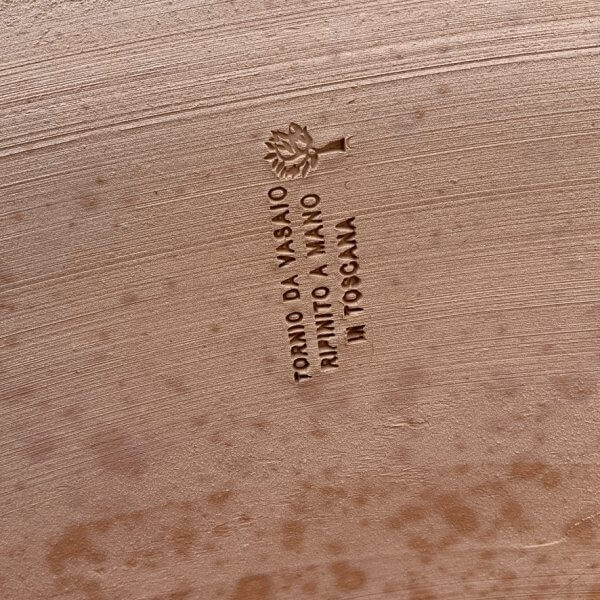 TORNIO DA VASAIO
RIFINITO A MANO
IN TOSCANA